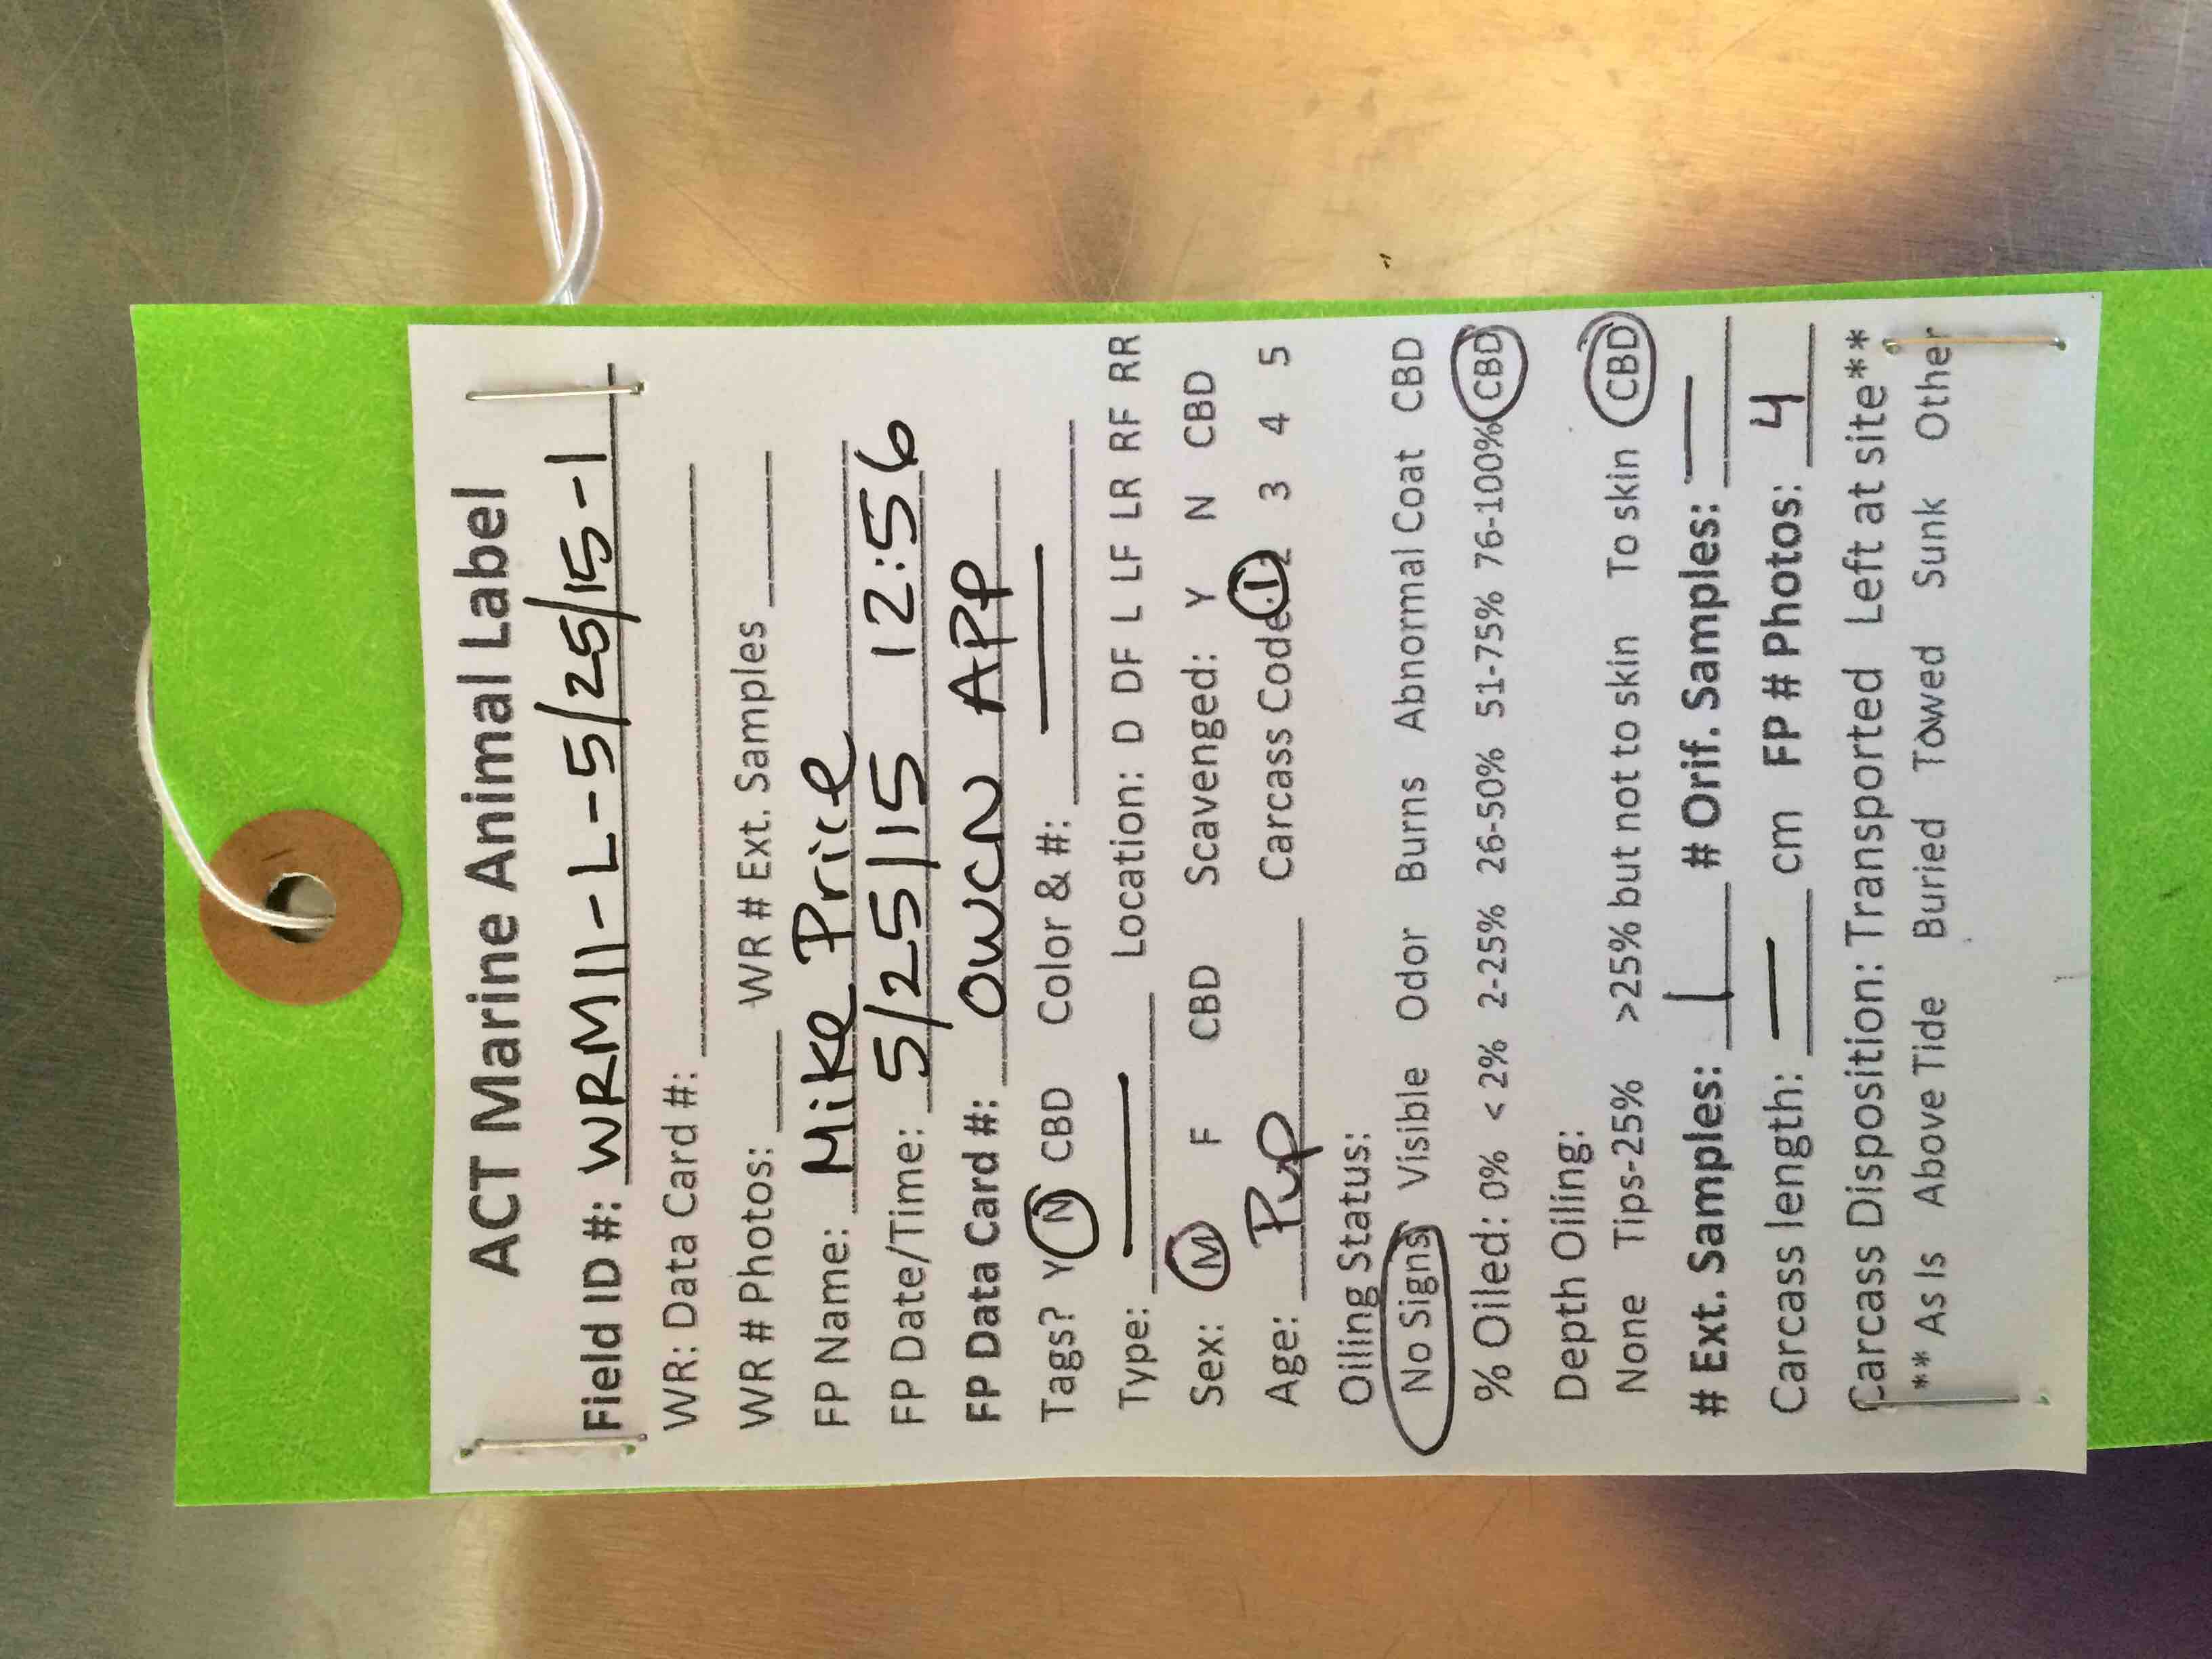 ACT Marine Animal Label
Field ID #: WRM11-L-5/25/15-1
WR: Data Card #:
WR # Photos: WR # Ext. Samples
FP Name: Mike Price
FP Date/Time: 5/25/15 12:56
FP Data Card #: OWCN APP
Tags? Y N CBD Color & #: —
Type: — Location: D DF L LF LR RF RR
Sex: M F CBD Scavenged: Y N CBD
Age: Pup Carcass Code: 1 2 3 4 5
Oiling Status:
No Signs Visible Odor Burns Abnormal Coat CBD
% Oiled: 0% < 2% 2-25% 26-50% 51-75% 76-100% CBD
Depth Oiling:
None Tips-25% >25% but not to skin To skin CBD
# Ext. Samples: 1 # Orif. Samples: —
Carcass length: — cm FP # Photos: 4
Carcass Disposition: Transported Left at site**
** As Is Above Tide Buried Towed Sunk Other